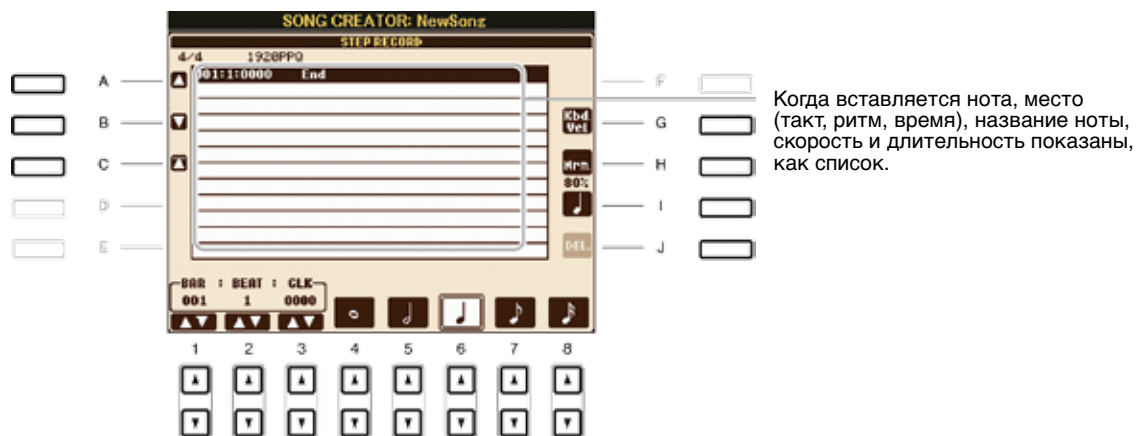 SONG CREATOR: NewSong
STEP RECORD
4/4 1920PPQ
001:1:0000 End
A
B
C
D
E
F
G
H
I
J
Kbd.
Vel
Nrm.
80%
DEL.
BAR : BEAT : CLK
001 1 0000
1 2 3 4 5 6 7 8
Когда вставляется нота, место
(такт, ритм, время), название ноты,
скорость и длительность показаны,
как список.